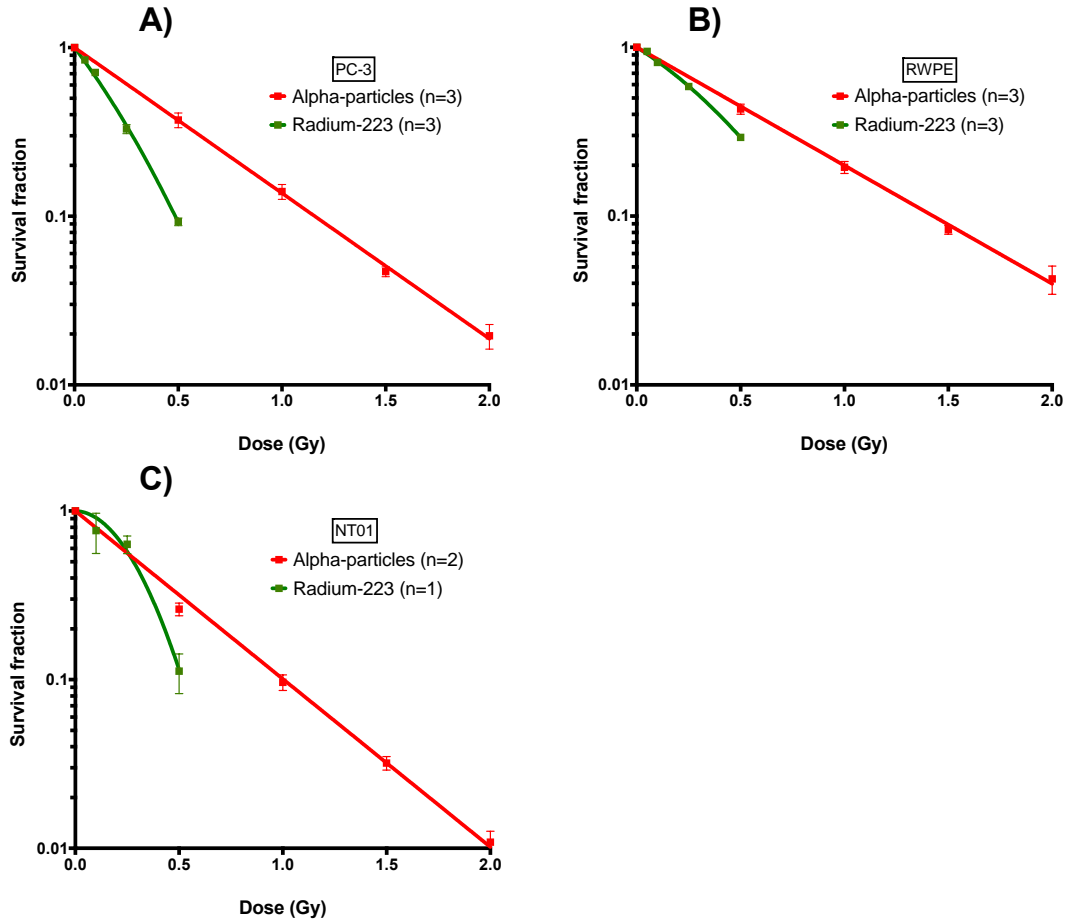 A)
PC-3
Alpha-particles (n=3)
Radium-223 (n=3)
Survival fraction
1
0.1
0.01
0.0
0.5
1.0
1.5
2.0
Dose (Gy)
B)
RWPE
Alpha-particles (n=3)
Radium-223 (n=3)
Survival fraction
1
0.1
0.01
0.0
0.5
1.0
1.5
2.0
Dose (Gy)
C)
NT01
Alpha-particles (n=2)
Radium-223 (n=1)
Survival fraction
1
0.1
0.01
0.0
0.5
1.0
1.5
2.0
Dose (Gy)